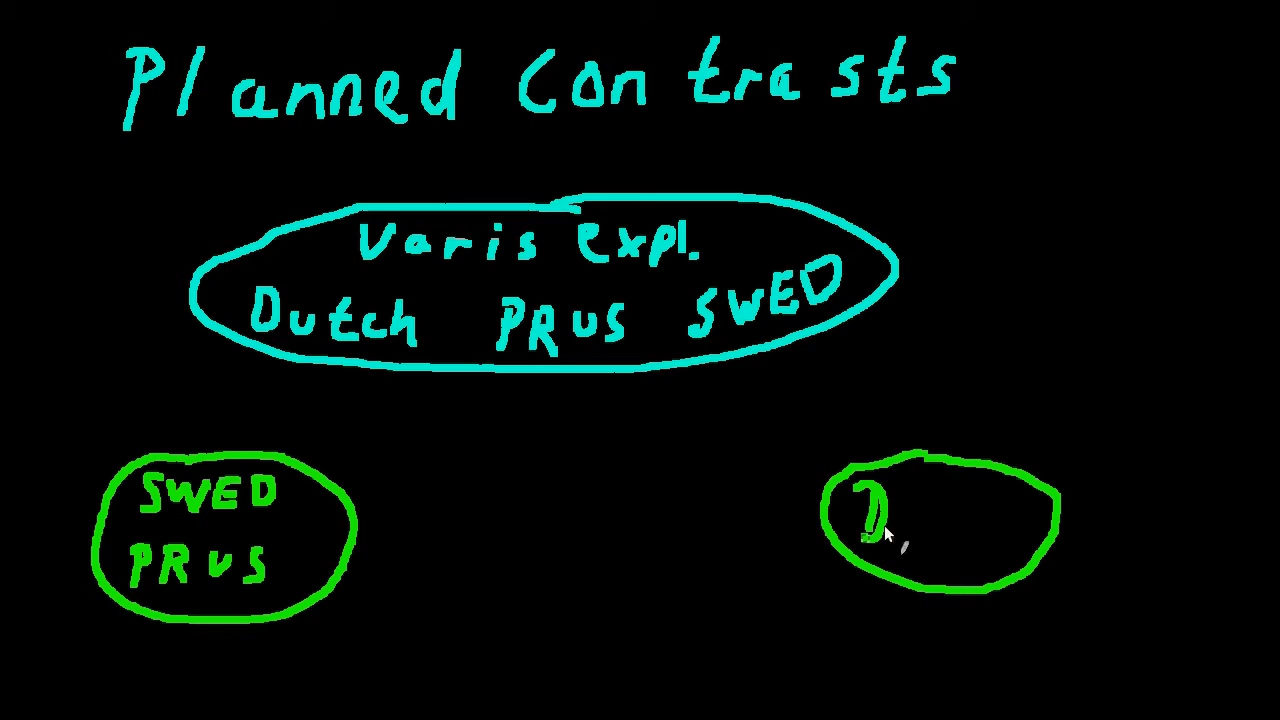 Planned Contrasts
Varis expl.
Dutch PRUS SWED
SWED
PRUS
D